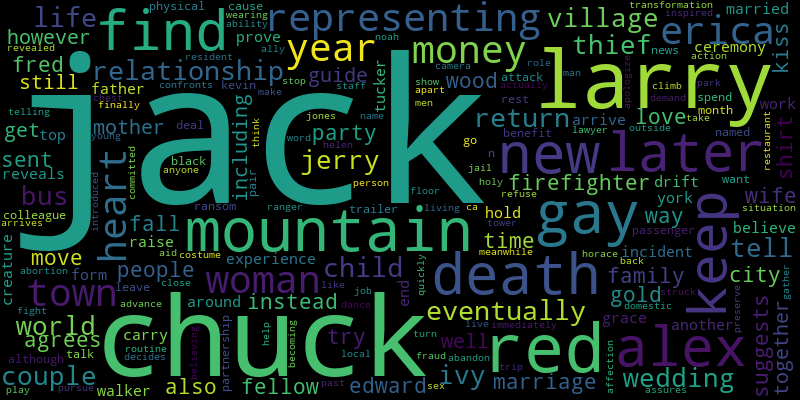 jack
chuck
larry
find
mountain
red
death
alex
gay
new
later
keep
woman
town
heart
year
money
representing
village
thief
erica
kiss
life
however
fred
relationship
still
father
guide
tucker
wood
prove
married
ceremony
news
action
attack
transformation
inspired
physical
cause
wearing
ability
ally
noah
resident
revealed
finally
chest
confronts
kevin
stop
apart
men
show
camera
staff
make
role
man
park
climb
demand
take
apologizes
month
spend
work
restaurant
shirt
telling
young
get
top
mother
deal
sent
reveals
bus
black
anyone
including
pair
party
jones
name
word
think
helen
jerry
person
return
rest
arrive
benefit
lawyer
outside
love
named
firefighter
go
n
jail
holy
refuse
drift
want
york
wife
situation
colleague
arrives
introduced
committed
ransom
ranger
trailer
floor
living
ca
hold
tower
meanwhile
way
time
horace
back
incident
passenger
believe
tell
creature
move
fall
raise
aid
costume
experience
child
quickly
family
city
gold
domestic
struck
preserve
gather
abortion
form
people
leave
close
around
like
instead
job
dance
end
eventually
grace
another
suggests
together
world
fight
advance
agrees
talk
although
carry
routine
decides
believing
partnership
help
becoming
try
local
turn
fraud
well
live
immediately
abandon
trip
affection
wedding
couple
play
pursue
walker
also
fellow
past
edward
sex
ivy
marriage
assures
actually